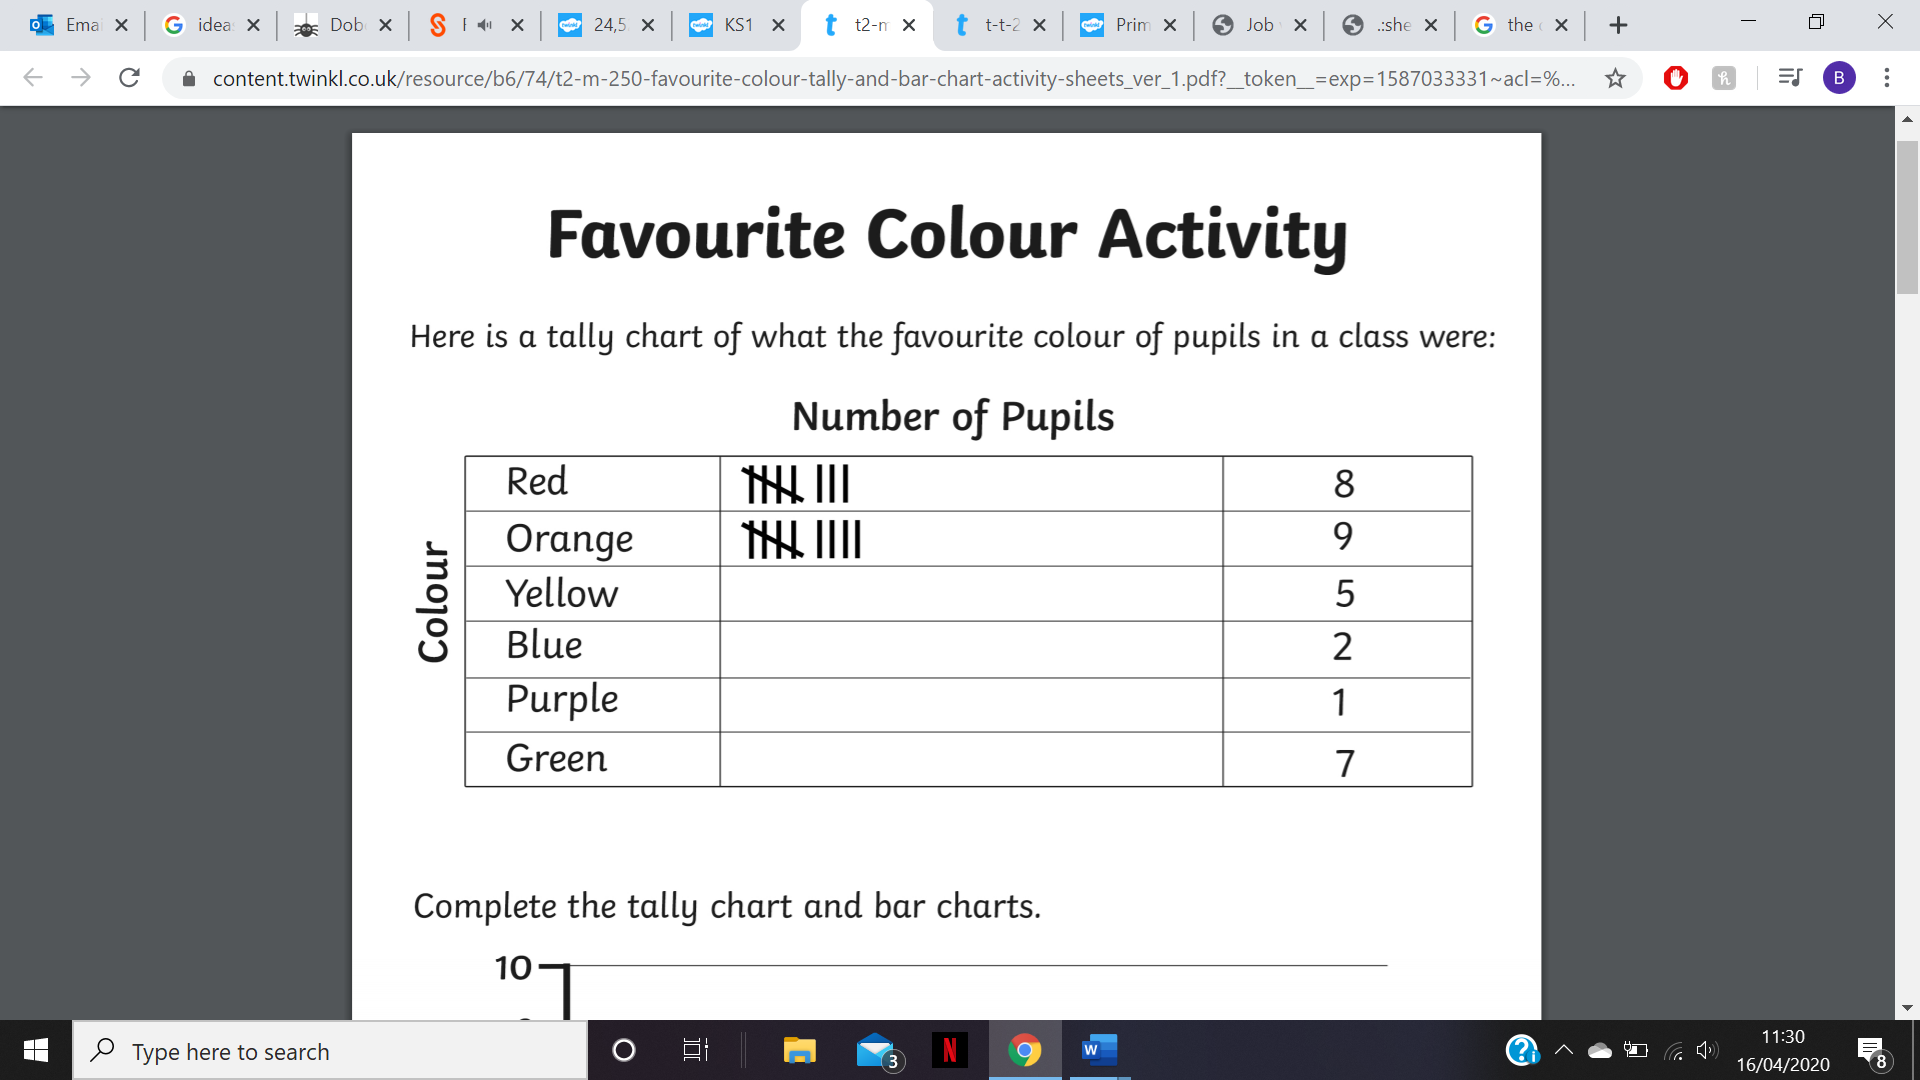 Emai idea Dob F 24,5 KS1 t2-m t-t-2 Prim Job .:she the
content.twinkl.co.uk/resource/b6/74/t2-m-250-favourite-colour-tally-and-bar-chart-activity-sheets_ver_1.pdf?__token__=exp=1587033331~acl=%... B
Favourite Colour Activity
Here is a tally chart of what the favourite colour of pupils in a class were:
Number of Pupils
Colour
Red 8
Orange 9
Yellow 5
Blue 2
Purple 1
Green 7
Complete the tally chart and bar charts.
10
Type here to search
3
N
W
11:30
16/04/2020
8